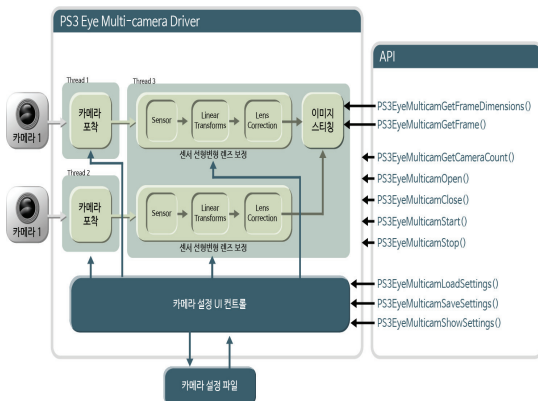 PS3 Eye Multi-camera Driver
API
Thread 1
카메라
포착
카메라 1
Thread 3
Sensor
Linear
Transforms
Lens
Correction
이미지
스티칭
센서 선형변형 렌즈 보정
Thread 2
카메라
포착
카메라 1
Sensor
Linear
Transforms
Lens
Correction
센서 선형변형 렌즈 보정
카메라 설정 UI 컨트롤
카메라 설정 파일
PS3EyeMulticamGetFrameDimensions()
PS3EyeMulticamGetFrame()
PS3EyeMulticamGetCameraCount()
PS3EyeMulticamOpen()
PS3EyeMulticamClose()
PS3EyeMulticamStart()
PS3EyeMulticamStop()
PS3EyeMulticamLoadSettings()
PS3EyeMulticamSaveSettings()
PS3EyeMulticamShowSettings()